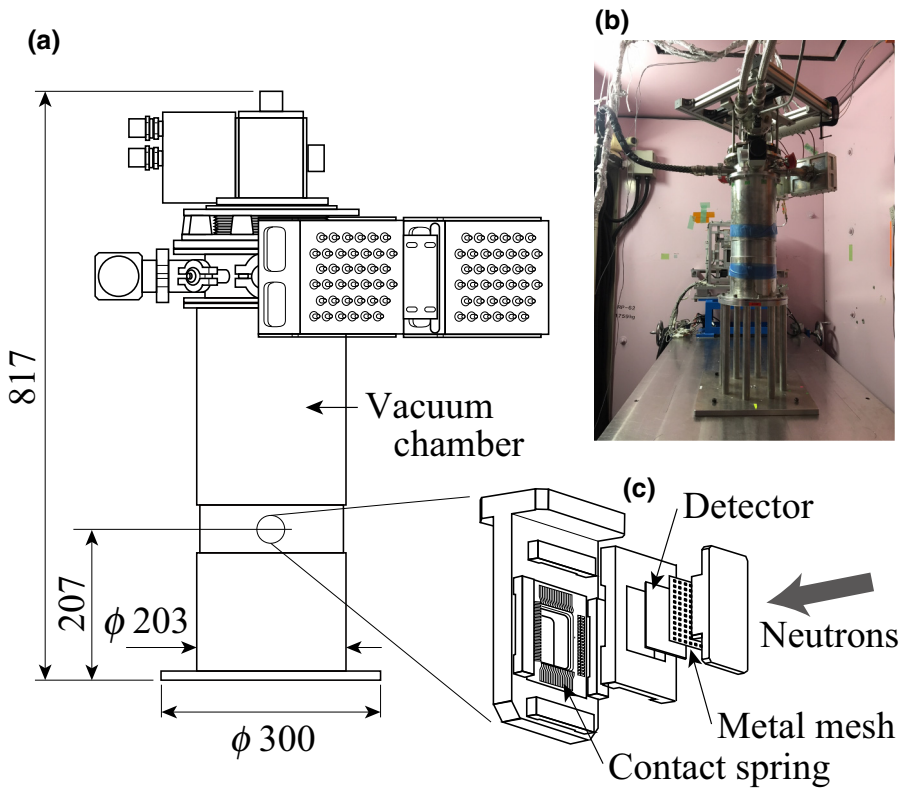 (a)
817
207
ϕ 203
ϕ 300
Vacuum
chamber
(b)
(c)
Detector
Neutrons
Metal mesh
Contact spring